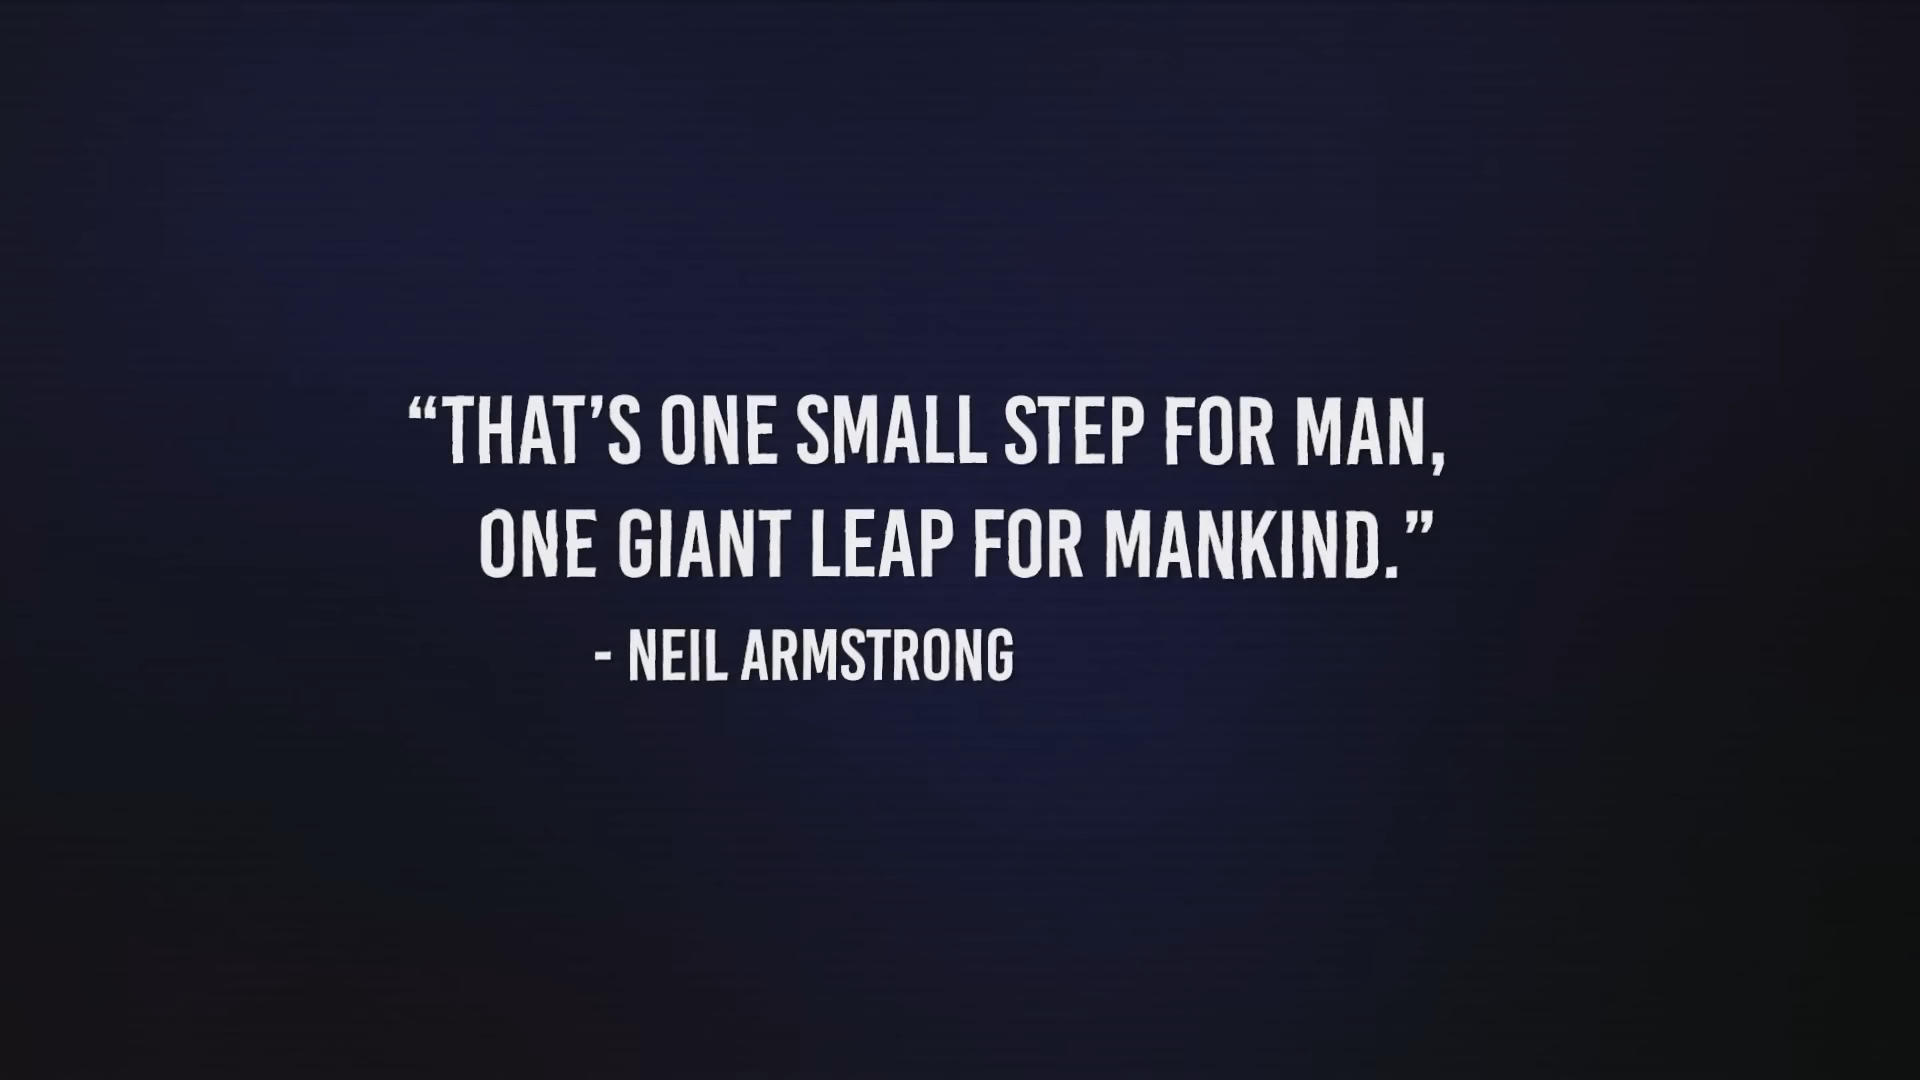 “THAT’S ONE SMALL STEP FOR MAN,
ONE GIANT LEAP FOR MANKIND.”
- NEIL ARMSTRONG